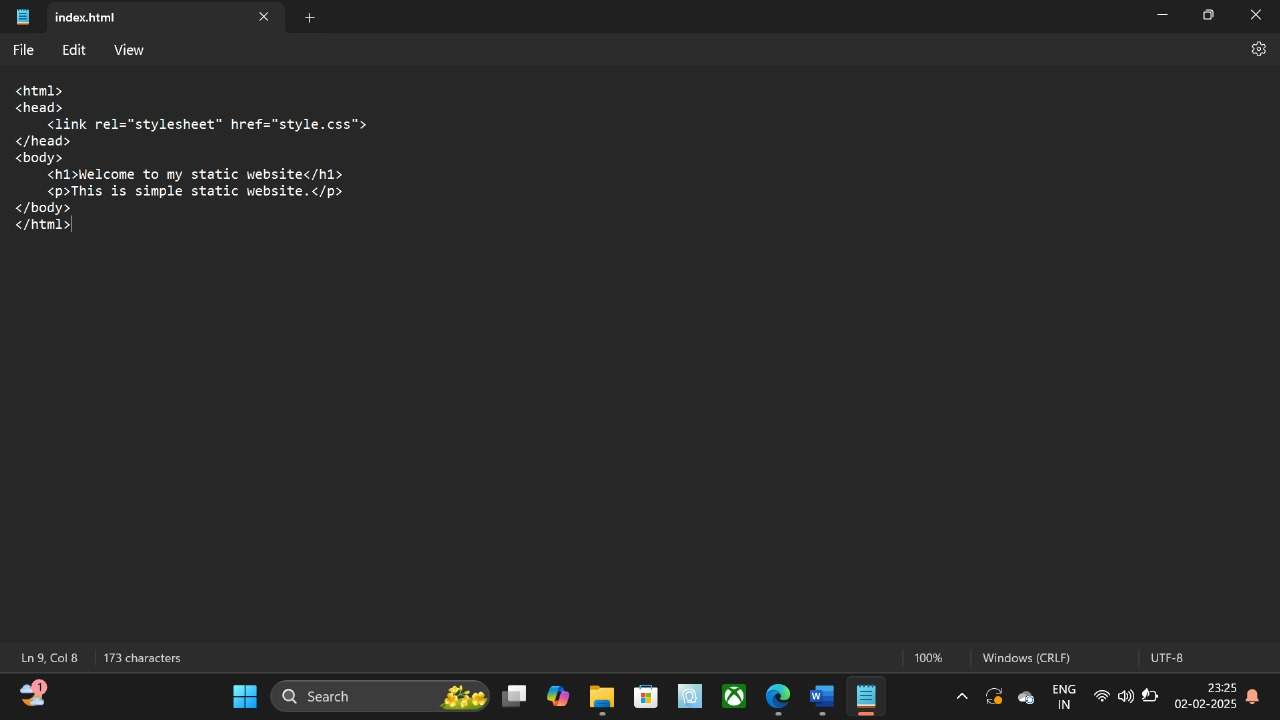 index.html
File Edit View
<html>
<head>
    <link rel="stylesheet" href="style.css">
</head>
<body>
    <h1>Welcome to my static website</h1>
    <p>This is simple static website.</p>
</body>
</html>
Ln 9, Col 8 173 characters 100% Windows (CRLF) UTF-8
1
Search
W
ENG
IN
23:25
02-02-2025